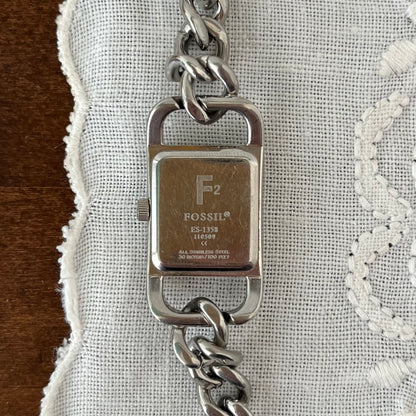 F2
FOSSIL®
ES-1358
110509
CE
ALL STAINLESS STEEL
30 METERS/100 FEET